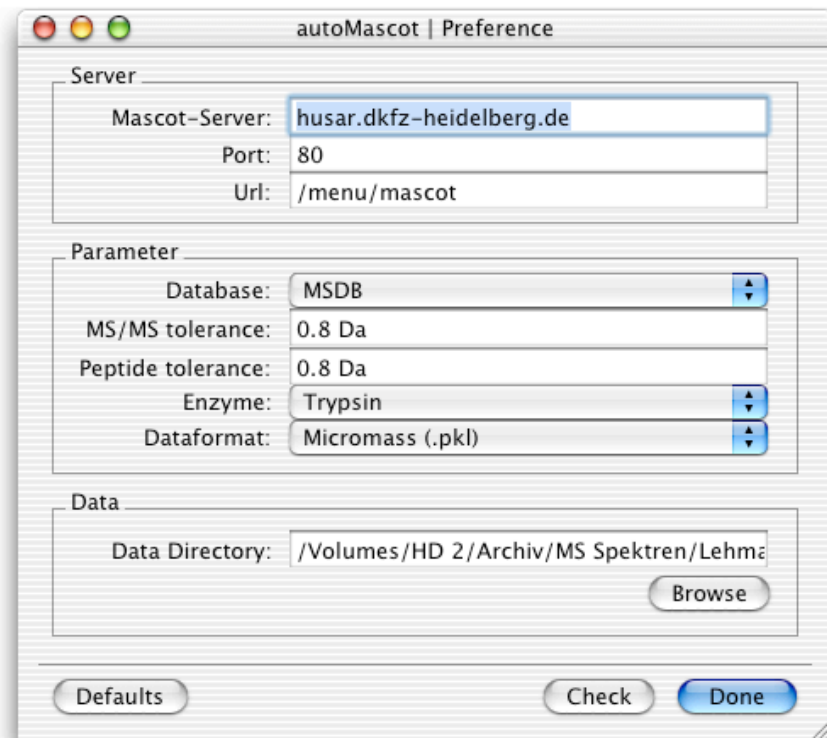 autoMascot | Preference
Server
Mascot-Server: husar.dkfz-heidelberg.de
Port: 80
Url: /menu/mascot
Parameter
Database: MSDB
MS/MS tolerance: 0.8 Da
Peptide tolerance: 0.8 Da
Enzyme: Trypsin
Dataformat: Micromass (.pkl)
Data
Data Directory: /Volumes/HD 2/Archiv/MS Spektren/Lehma
Browse
Defaults Check Done